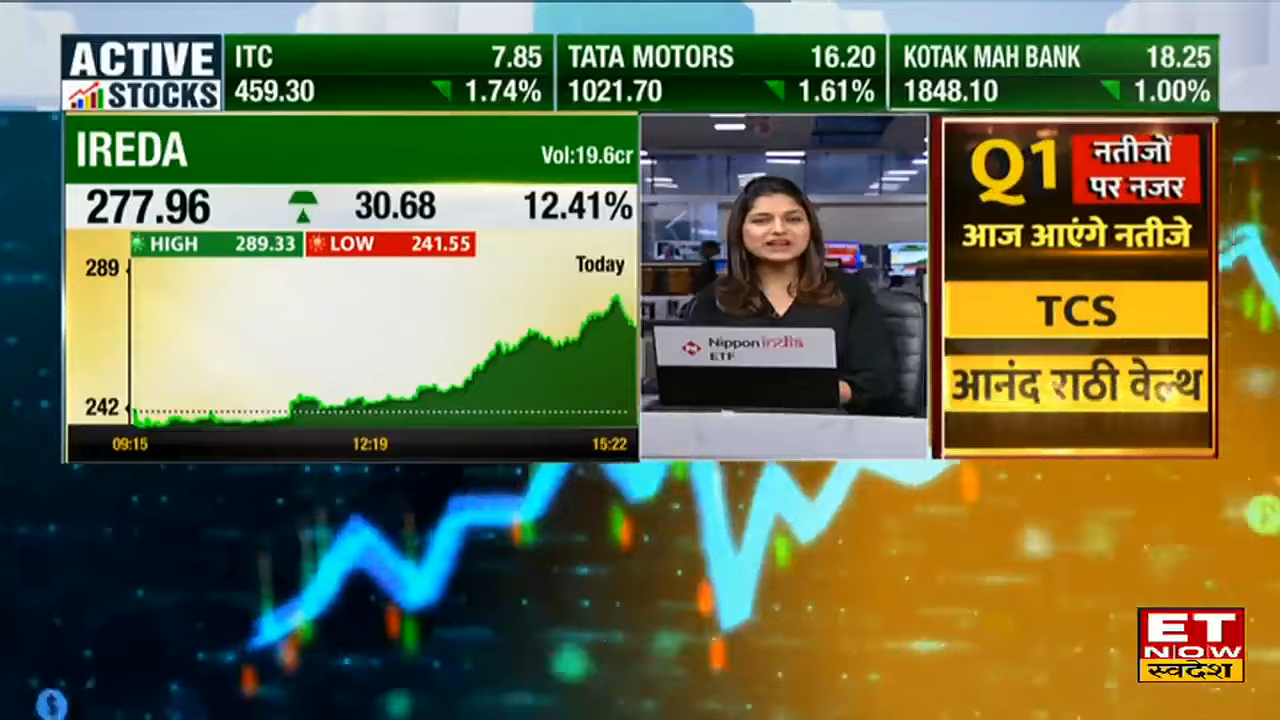 ACTIVE
STOCKS
ITC 7.85
459.30 1.74%
TATA MOTORS 16.20
1021.70 1.61%
KOTAK MAH BANK 18.25
1848.10 1.00%
IREDA
Vol:19.6cr
277.96 30.68 12.41%
HIGH 289.33 LOW 241.55
Today
289
242
09:15 12:19 15:22
Nippon india
ETF
Q1 नतीजों
पर नजर
आज आएंगे नतीजे
TCS
आनंद राठी वेल्थ
ET
NOW
स्वदेश